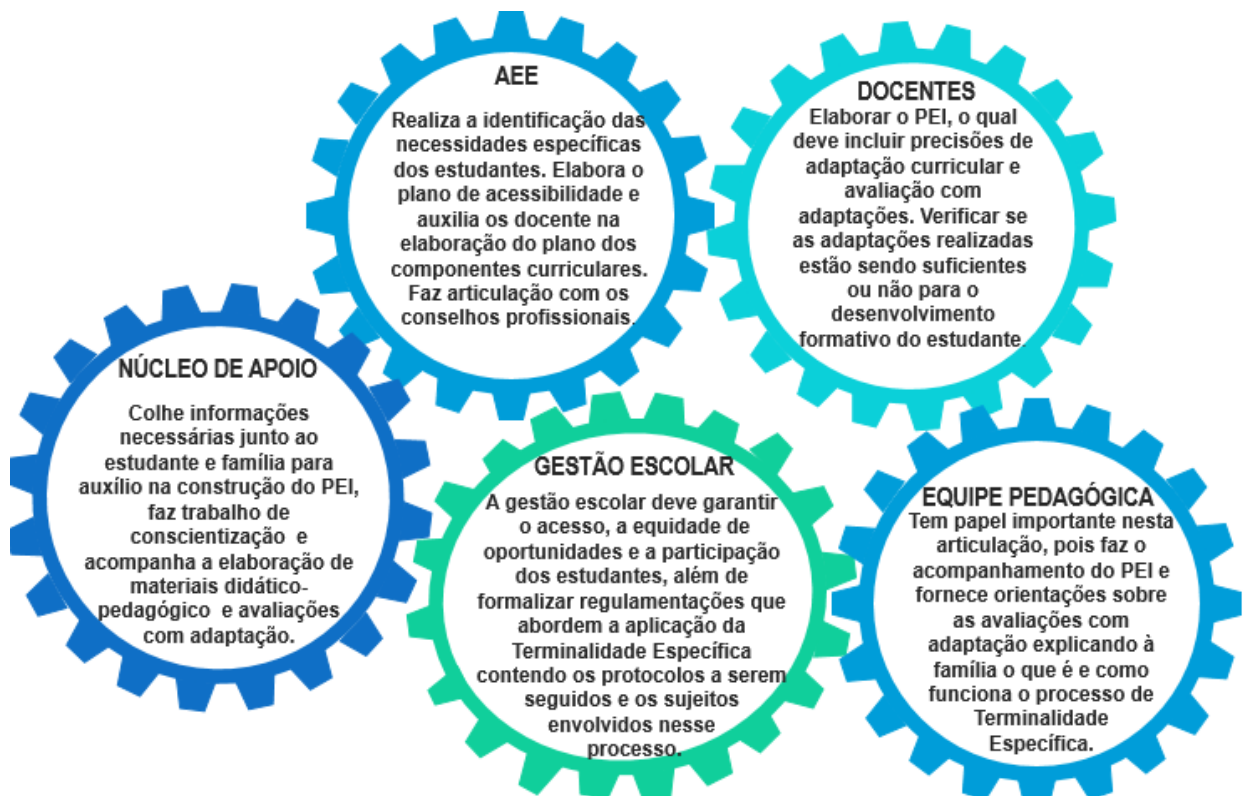 AEE
Realiza a identificação das
necessidades específicas
dos estudantes. Elabora o
plano de acessibilidade e
auxilia os docente na
elaboração do plano dos
componentes curriculares.
Faz articulação com os
conselhos profissionais.
DOCENTES
Elaborar o PEI, o qual
deve incluir precisões de
adaptação curricular e
avaliação com
adaptações. Verificar se
as adaptações realizadas
estão sendo suficientes
ou não para o
desenvolvimento
formativo do estudante.
NÚCLEO DE APOIO
Colhe informações
necessárias junto ao
estudante e família para
auxílio na construção do PEI,
faz trabalho de
conscientização e
acompanha a elaboração de
materiais didático-
pedagógico e avaliações
com adaptação.
GESTÃO ESCOLAR
A gestão escolar deve garantir
o acesso, a equidade de
oportunidades e a participação
dos estudantes, além de
formalizar regulamentações que
abordem a aplicação da
Terminalidade Específica
contendo os protocolos a serem
seguidos e os sujeitos
envolvidos nesse
processo.
EQUIPE PEDAGÓGICA
Tem papel importante nesta
articulação, pois faz o
acompanhamento do PEI e
fornece orientações sobre
as avaliações com
adaptação explicando à
família o que é e como
funciona o processo de
Terminalidade
Específica.